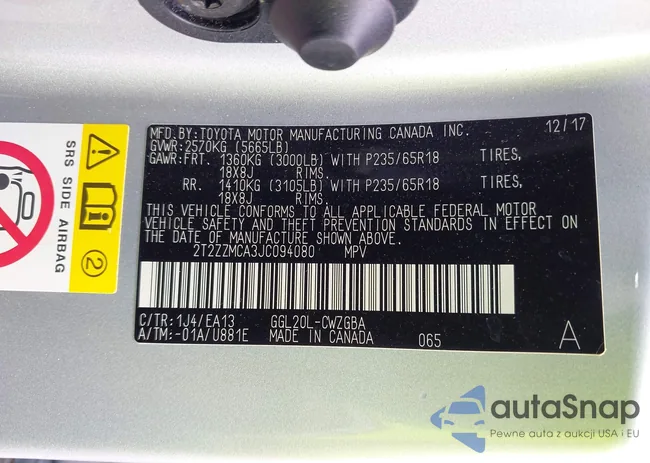 MFD.BY:TOYOTA MOTOR MANUFACTURING CANADA INC. 12/17
GVWR:2570KG (5665LB)
GAWR:FRT. 1360KG (3000LB) WITH P235/65R18 TIRES,
18X8J RIMS.
RR. 1410KG (3105LB) WITH P235/65R18 TIRES,
18X8J RIMS.
THIS VEHICLE CONFORMS TO ALL APPLICABLE FEDERAL MOTOR
VEHICLE SAFETY AND THEFT PREVENTION STANDARDS IN EFFECT ON
THE DATE OF MANUFACTURE SHOWN ABOVE.
2T2ZZMCA3JC094080 MPV
C/TR:1J4/EA13 GGL20L-CWZGBA
A/TM:-01A/U881E MADE IN CANADA 065 A
SRS SIDE AIRBAG
2
autaSnap
Pewne auta z aukcji USA i EU